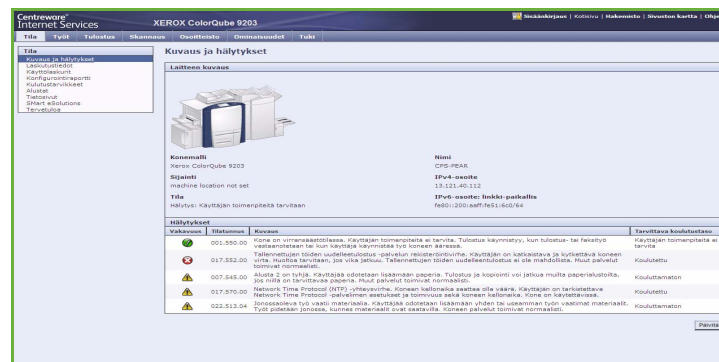 Centreware®
Internet Services
XEROX ColorQube 9203
Sisäänkirjaus | Kotisivu | Hakemisto | Sivuston kartta | Ohje
Tila Työt Tulostus Skannaus Osoitteisto Ominaisuudet Tuki
Tila
Kuvaus ja hälytykset
Laskutustiedot
Käyttölaskurit
Konfigurointiraportti
Kulutustarvikkeet
Alustat
Tietosivut
SMart eSolutions
Tervetuloa
Kuvaus ja hälytykset
Laitteen kuvaus
Konemalli
Xerox ColorQube 9203
Nimi
CPS-PEAR
Sijainti
machine location not set
IPv4-osoite
13.121.40.112
Tila
Hälytys: Käyttäjän toimenpiteitä tarvitaan
IPv6-osoite: linkki-paikallis
fe80::200:aaff:fe51:6c0/64
Hälytykset
Vakavuus Tilatunnus Kuvaus Tarvittava koulutustaso
001.550.00 Kone on virransäästötilassa. Käyttäjän toimenpiteitä ei tarvita. Tulostus käynnistyy, kun tulostus- tai faksityö vastaanotetaan tai kun käyttäjä käynnistää työ koneen ääressä. Käyttäjän toimenpiteitä ei tarvita
017.552.00 Tallennettujen töiden uudelleentulostus -palvelun rekisteröintivirhe. Käyttäjän on katkaistava ja kytkettävä koneen virta. Huoltoa tarvitaan, jos vika jatkuu. Tallennettujen töiden uudelleentulostus ei ole mahdollista. Muut palvelut toimivat normaalisti. Koulutettu
007.545.00 Alusta 2 on tyhjä. Käyttäjää odotetaan lisäämään paperia. Tulostus ja kopiointi voi jatkua muilta paperialustoilta, jos niillä on tarvittavaa paperia. Muut palvelut toimivat normaalisti. Kouluttamaton
017.570.00 Network Time Protocol (NTP) -yhteysvirhe. Koneen kellonaika saattaa olla väärä. Käyttäjän on tarkistettava Network Time Protocol -palvelimen asetukset ja toimivuus sekä koneen kellonaika. Kone on käytettävissä. Koulutettu
022.513.04 Jonossaoleva työ vaatii materiaalia. Käyttäjää odotetaan lisäämään yhden tai useamman työn vaatimat materiaalit. Työt pidetään jonossa, kunnes materiaalit ovat saatavilla. Koneen palvelut toimivat normaalisti. Kouluttamaton
Päivitä